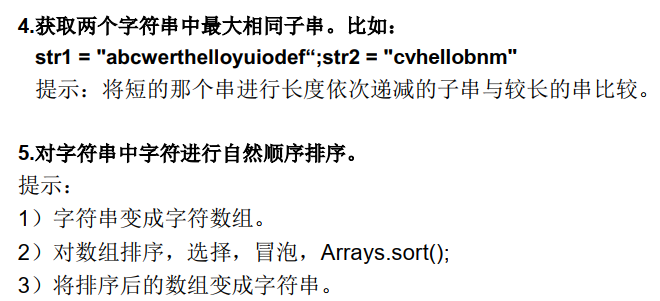 4.获取两个字符串中最大相同子串。比如：
str1 = "abcwerthelloyuiodef“;str2 = "cvhellobnm"
提示：将短的那个串进行长度依次递减的子串与较长的串比较。
5.对字符串中字符进行自然顺序排序。
提示：
1）字符串变成字符数组。
2）对数组排序，选择，冒泡，Arrays.sort();
3）将排序后的数组变成字符串。